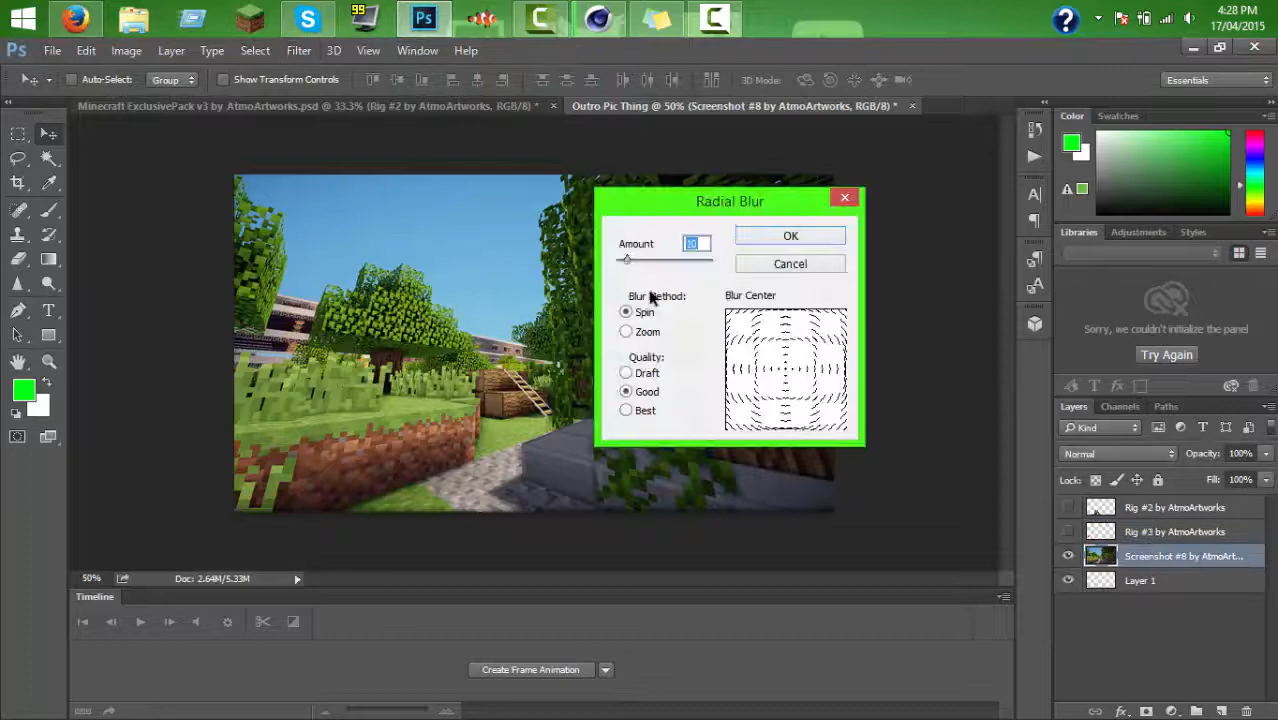 99
4:28 PM
17/04/2015
Ps File Edit Image Layer Type Select Filter 3D View Window Help
Auto-Select: Group Show Transform Controls 3D Mode: Essentials
Minecraft ExclusivePack v3 by AtmoArtworks.psd @ 33.3% (Rig #2 by AtmoArtworks, RGB/8) * ×
Outro Pic Thing @ 50% (Screenshot #8 by AtmoArtworks, RGB/8) * ×
Color Swatches
Radial Blur
Amount 10 OK
Cancel
Blur Method: Blur Center
Spin
Zoom
Quality:
Draft
Good
Best
Libraries Adjustments Styles
Sorry, we couldn't initialize the panel
Try Again
Layers Channels Paths
Kind
Normal Opacity: 100%
Locks: Fill: 100%
Rig #2 by AtmoArtworks
Rig #3 by AtmoArtworks
Screenshot #8 by AtmoArt...
Layer 1
50% Doc: 2.64M/5.33M
Timeline
Create Frame Animation